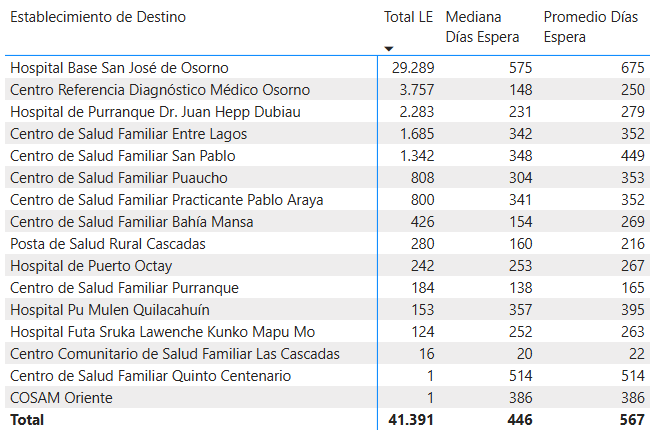 Establecimiento de Destino Total LE Mediana Días Espera Promedio Días Espera
Hospital Base San José de Osorno 29.289 575 675
Centro Referencia Diagnóstico Médico Osorno 3.757 148 250
Hospital de Purranque Dr. Juan Hepp Dubiau 2.283 231 279
Centro de Salud Familiar Entre Lagos 1.685 342 352
Centro de Salud Familiar San Pablo 1.342 348 449
Centro de Salud Familiar Puaucho 808 304 353
Centro de Salud Familiar Practicante Pablo Araya 800 341 352
Centro de Salud Familiar Bahía Mansa 426 154 269
Posta de Salud Rural Cascadas 280 160 216
Hospital de Puerto Octay 242 253 267
Centro de Salud Familiar Purranque 184 138 165
Hospital Pu Mulen Quilacahuín 153 357 395
Hospital Futa Sruka Lawenche Kunko Mapu Mo 124 252 263
Centro Comunitario de Salud Familiar Las Cascadas 16 20 22
Centro de Salud Familiar Quinto Centenario 1 514 514
COSAM Oriente 1 386 386
Total 41.391 446 567